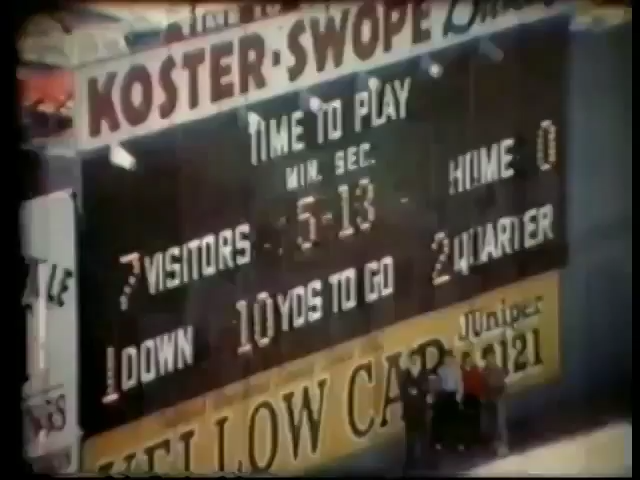 KOSTER-SWOPE
TIME TO PLAY
MIN. SEC.
HOME 0
7 VISITORS 5-13
2 QUARTER
1 DOWN 10 YDS TO GO
Juniper
YELLOW CAB 121